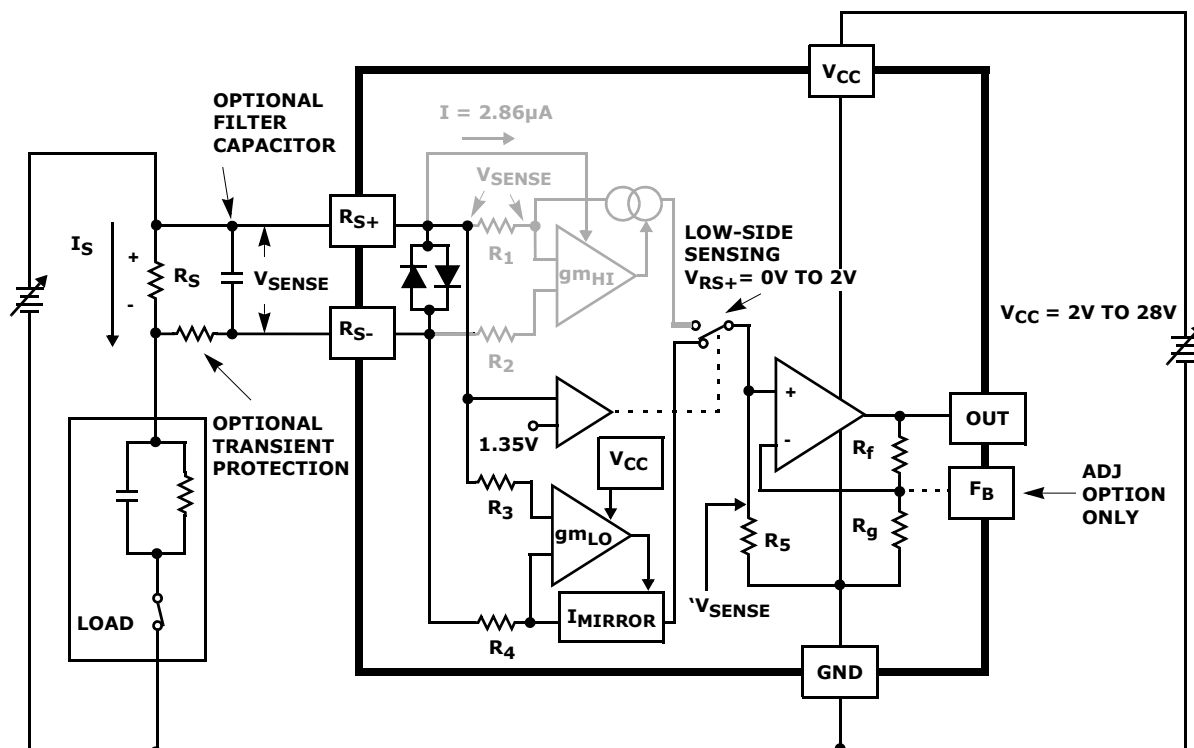 VCC
OPTIONAL
FILTER
CAPACITOR
I = 2.86µA
VSENSE
RS+
R1
gmHI
LOW-SIDE
SENSING
VRS+= 0V TO 2V
IS
+
RS
-
VSENSE
VCC = 2V TO 28V
RS-
R2
OPTIONAL
TRANSIENT
PROTECTION
1.35V
VCC
+
-
OUT
Rf
FB
ADJ
OPTION
ONLY
R3
gmLO
R5
Rg
‛VSENSE
LOAD
R4
IMIRROR
GND